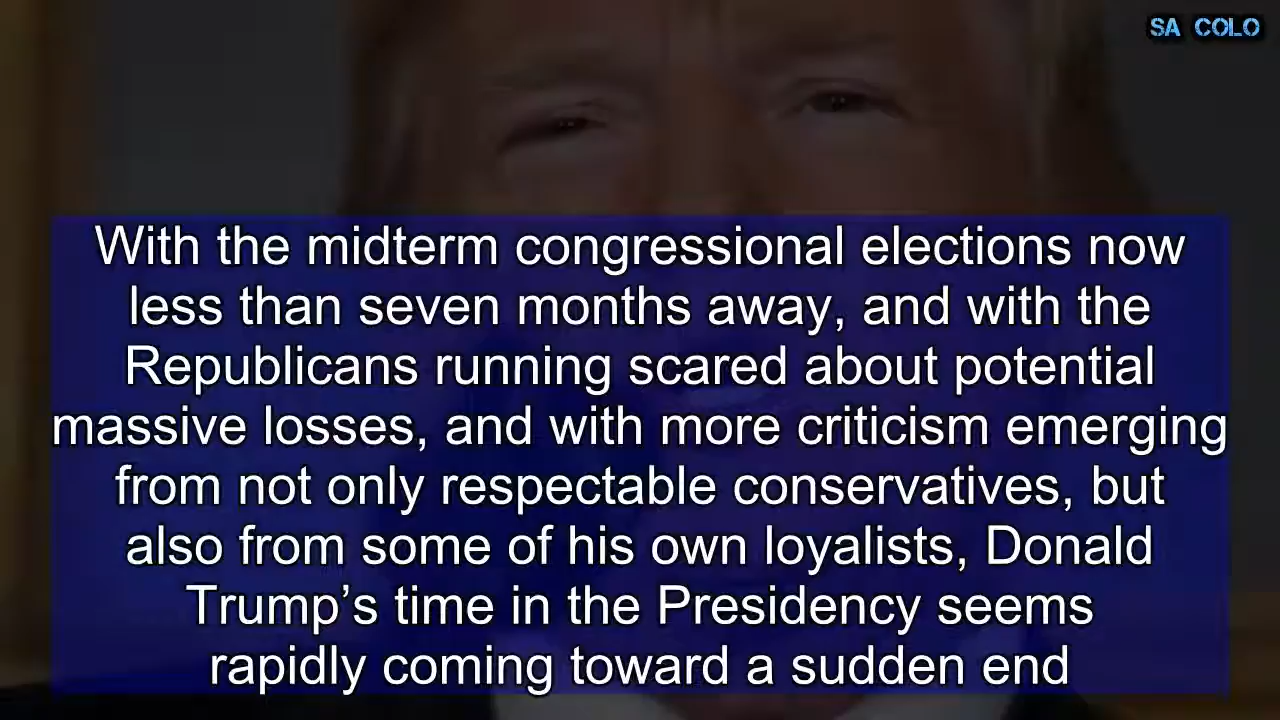 SA COLO
With the midterm congressional elections now
less than seven months away, and with the
Republicans running scared about potential
massive losses, and with more criticism emerging
from not only respectable conservatives, but
also from some of his own loyalists, Donald
Trump’s time in the Presidency seems
rapidly coming toward a sudden end